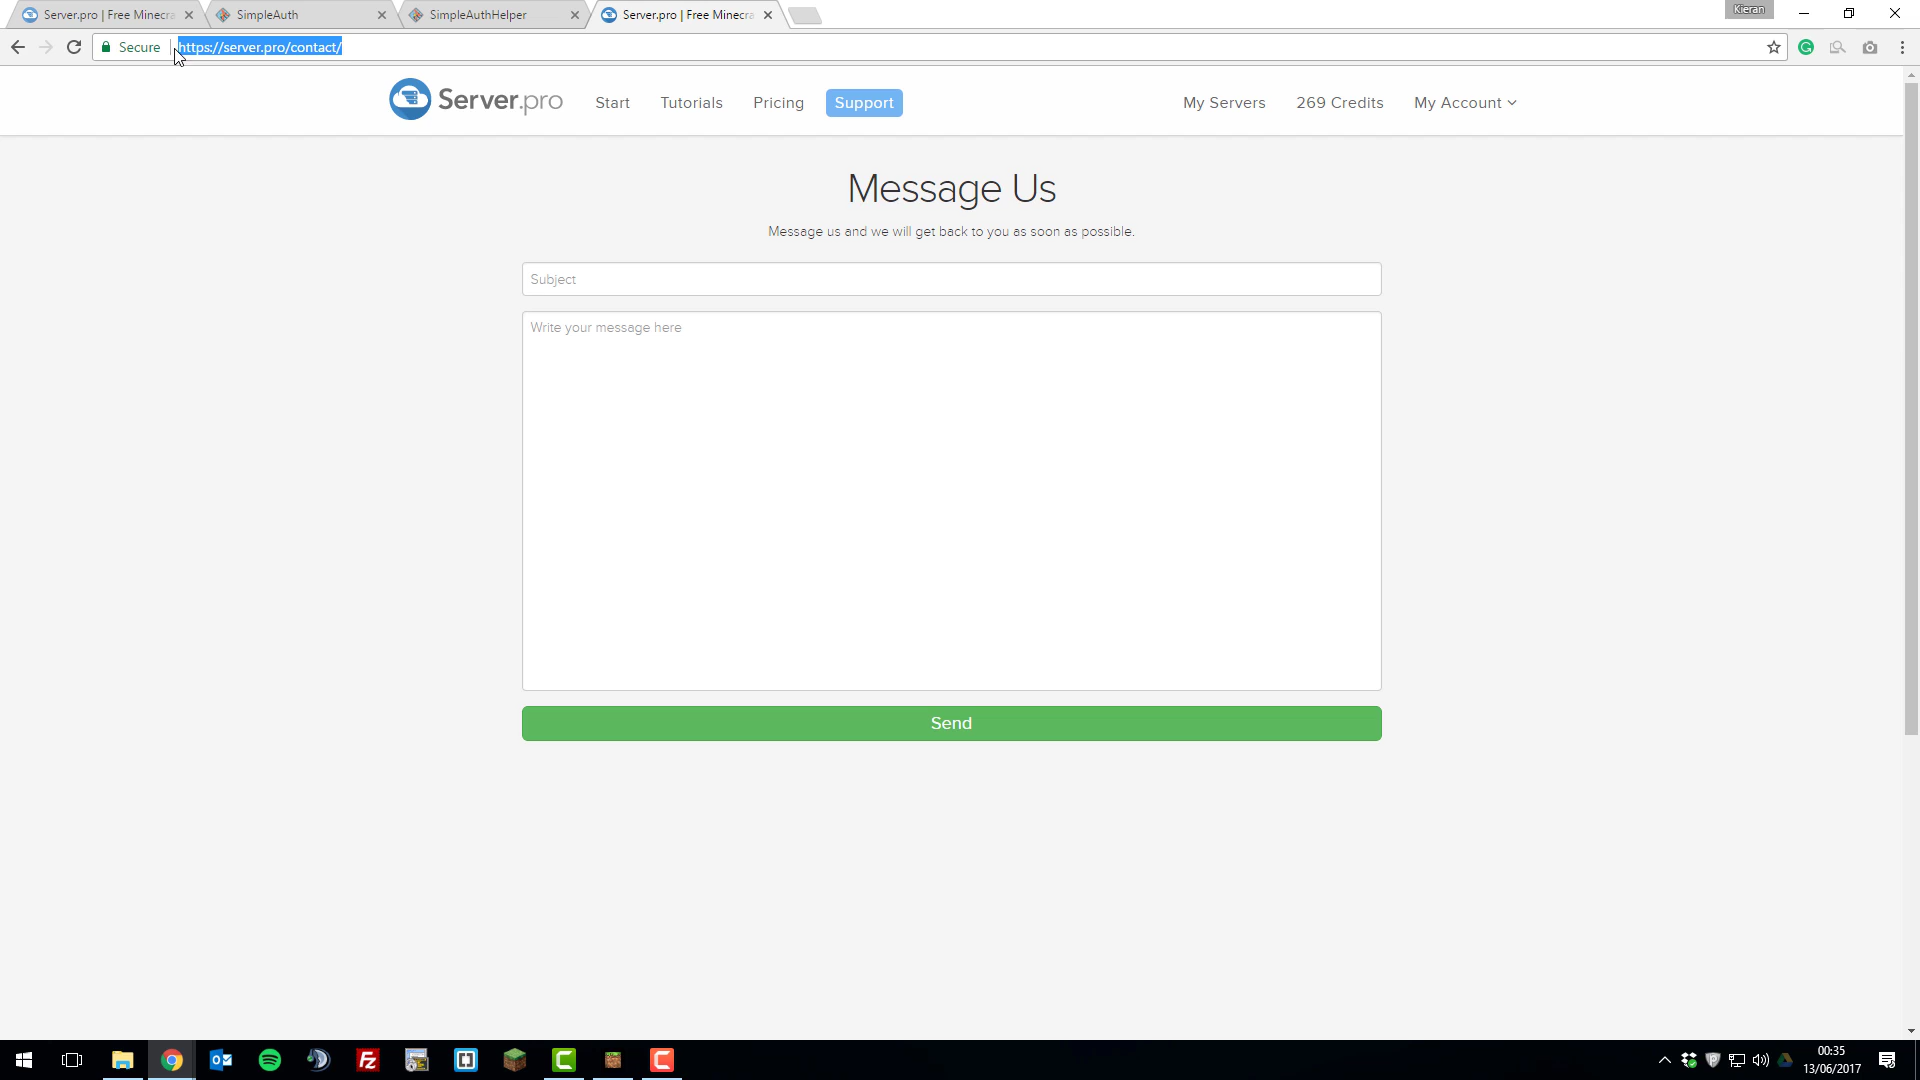 Server.pro | Free Minecra
SimpleAuth
SimpleAuthHelper
Server.pro | Free Minecra
Kieran
Secure
https://server.pro/contact/
Server.pro
Start
Tutorials
Pricing
Support
My Servers
269 Credits
My Account
Message Us
Message us and we will get back to you as soon as possible.
Subject
Write your message here
Send
00:35
13/06/2017